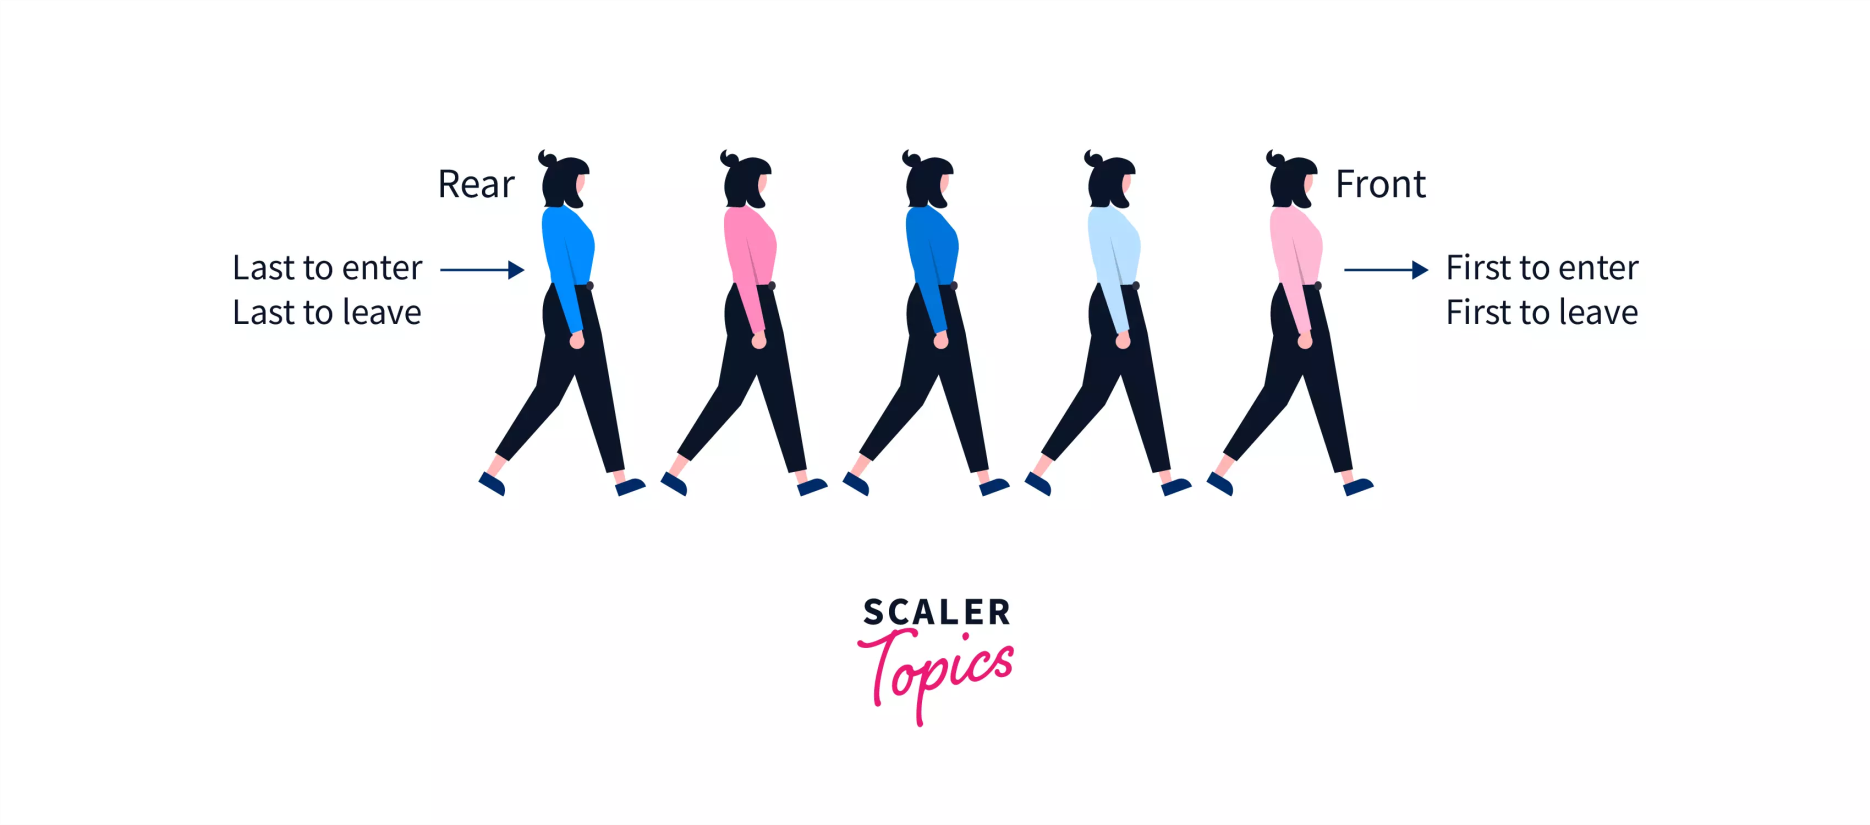 Rear
Front
Last to enter
Last to leave
First to enter
First to leave
SCALER
Topics